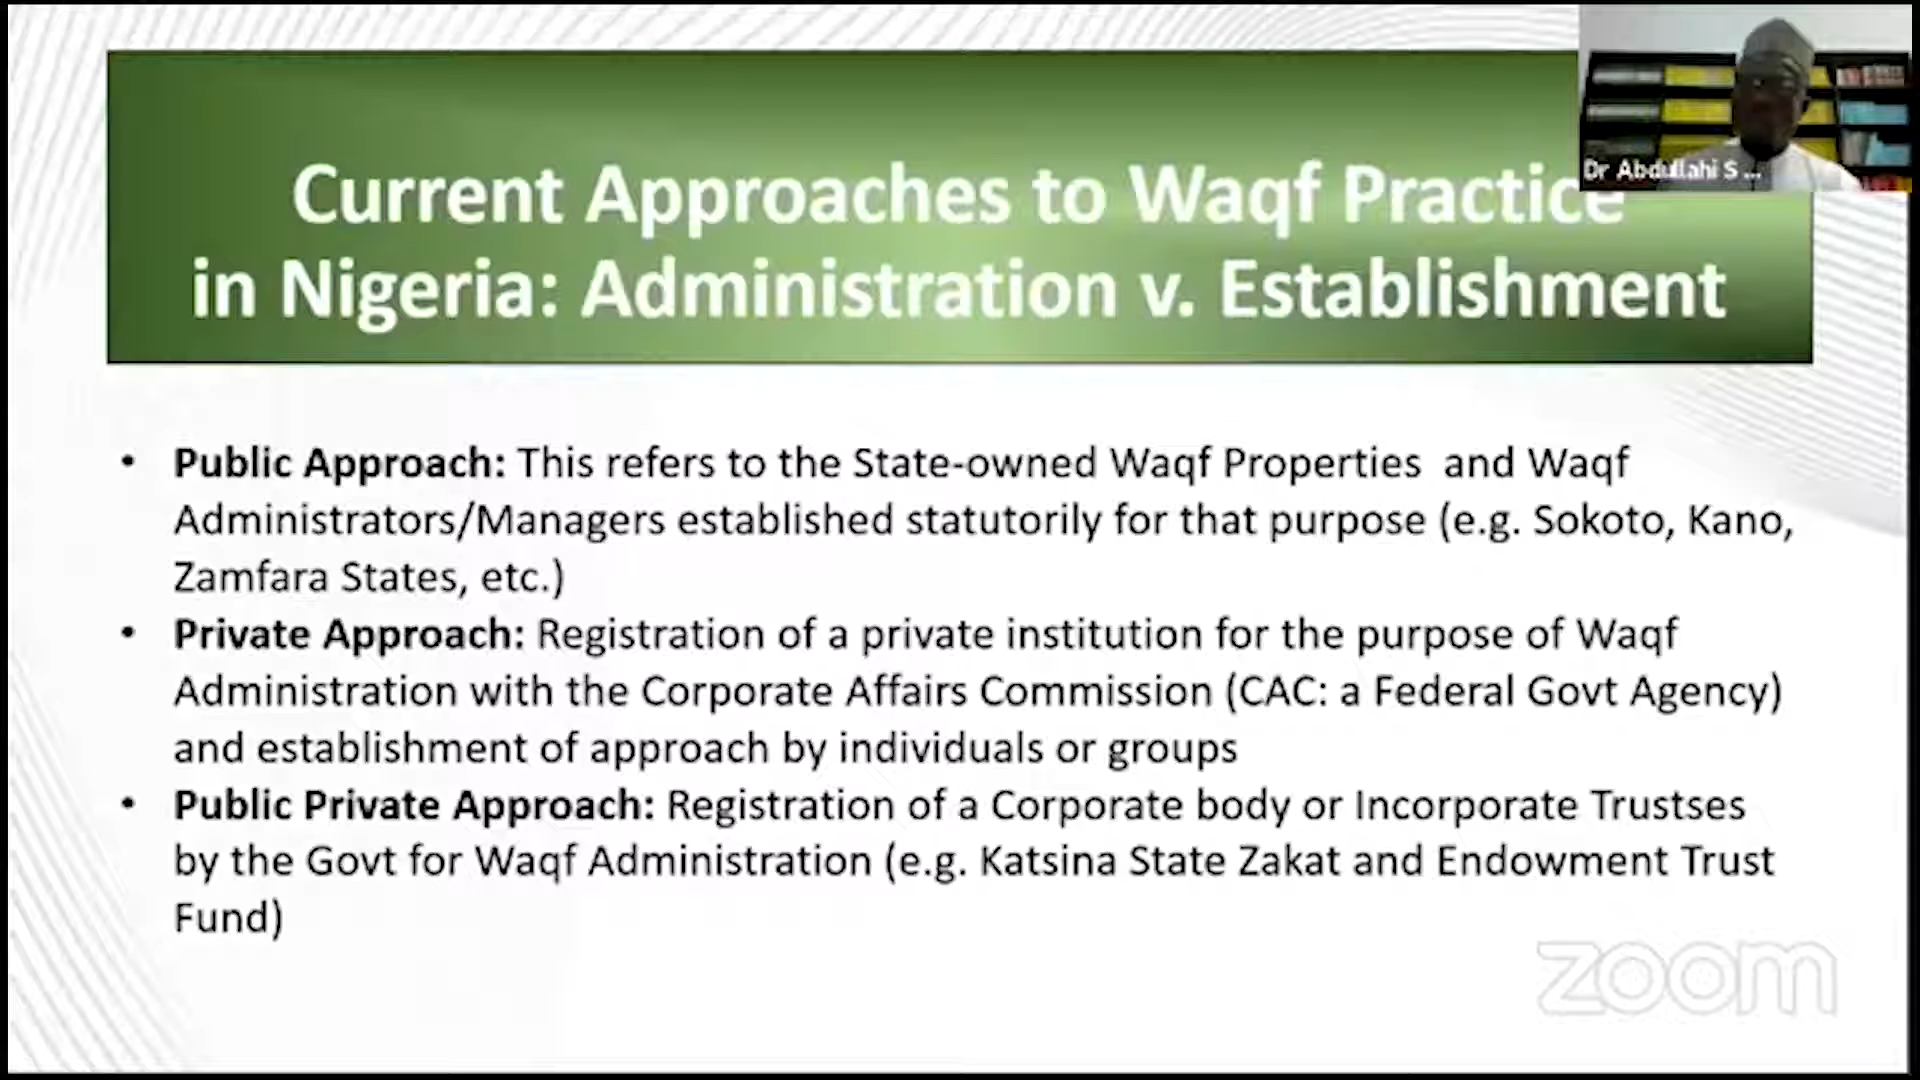 Current Approaches to Waqf Practice
in Nigeria: Administration v. Establishment
Dr Abdullahi S ...
• Public Approach: This refers to the State-owned Waqf Properties and Waqf
Administrators/Managers established statutorily for that purpose (e.g. Sokoto, Kano,
Zamfara States, etc.)
• Private Approach: Registration of a private institution for the purpose of Waqf
Administration with the Corporate Affairs Commission (CAC: a Federal Govt Agency)
and establishment of approach by individuals or groups
• Public Private Approach: Registration of a Corporate body or Incorporate Trustses
by the Govt for Waqf Administration (e.g. Katsina State Zakat and Endowment Trust
Fund)
zoom